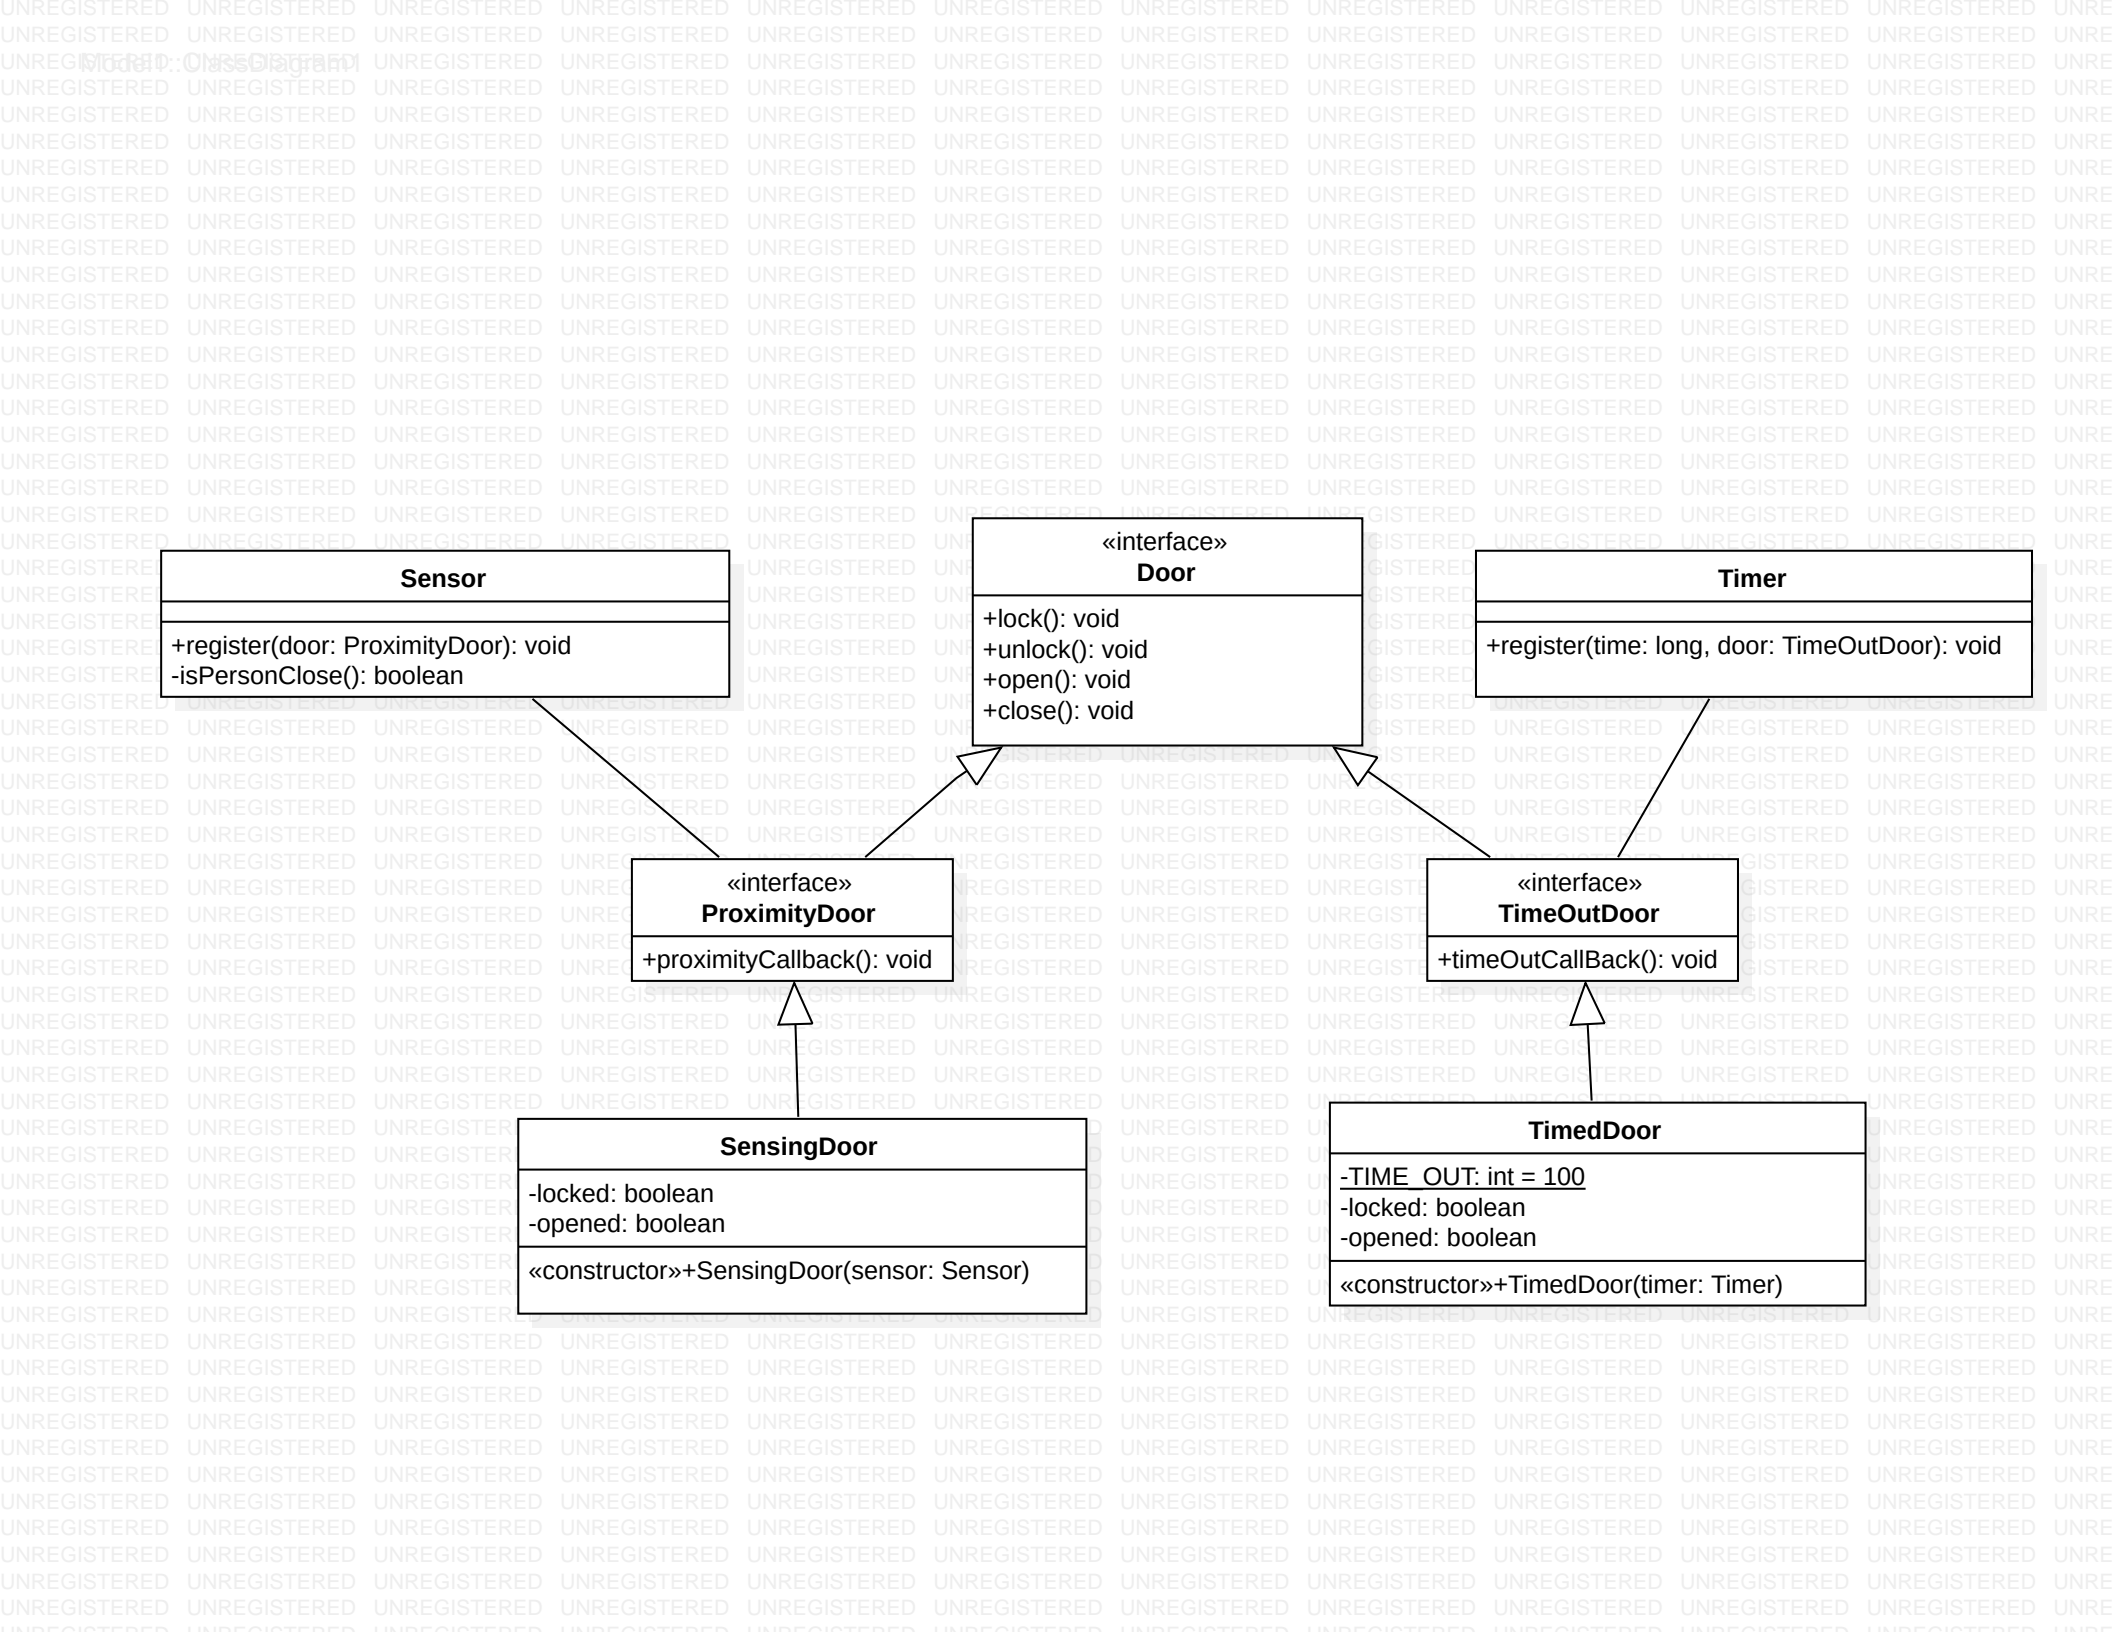 Model1::ClassDiagram1
Sensor
+register(door: ProximityDoor): void
-isPersonClose(): boolean
«interface»
Door
+lock(): void
+unlock(): void
+open(): void
+close(): void
Timer
+register(time: long, door: TimeOutDoor): void
«interface»
ProximityDoor
+proximityCallback(): void
«interface»
TimeOutDoor
+timeOutCallBack(): void
SensingDoor
-locked: boolean
-opened: boolean
«constructor»+SensingDoor(sensor: Sensor)
TimedDoor
-TIME_OUT: int = 100
-locked: boolean
-opened: boolean
«constructor»+TimedDoor(timer: Timer)
UNREGISTERED